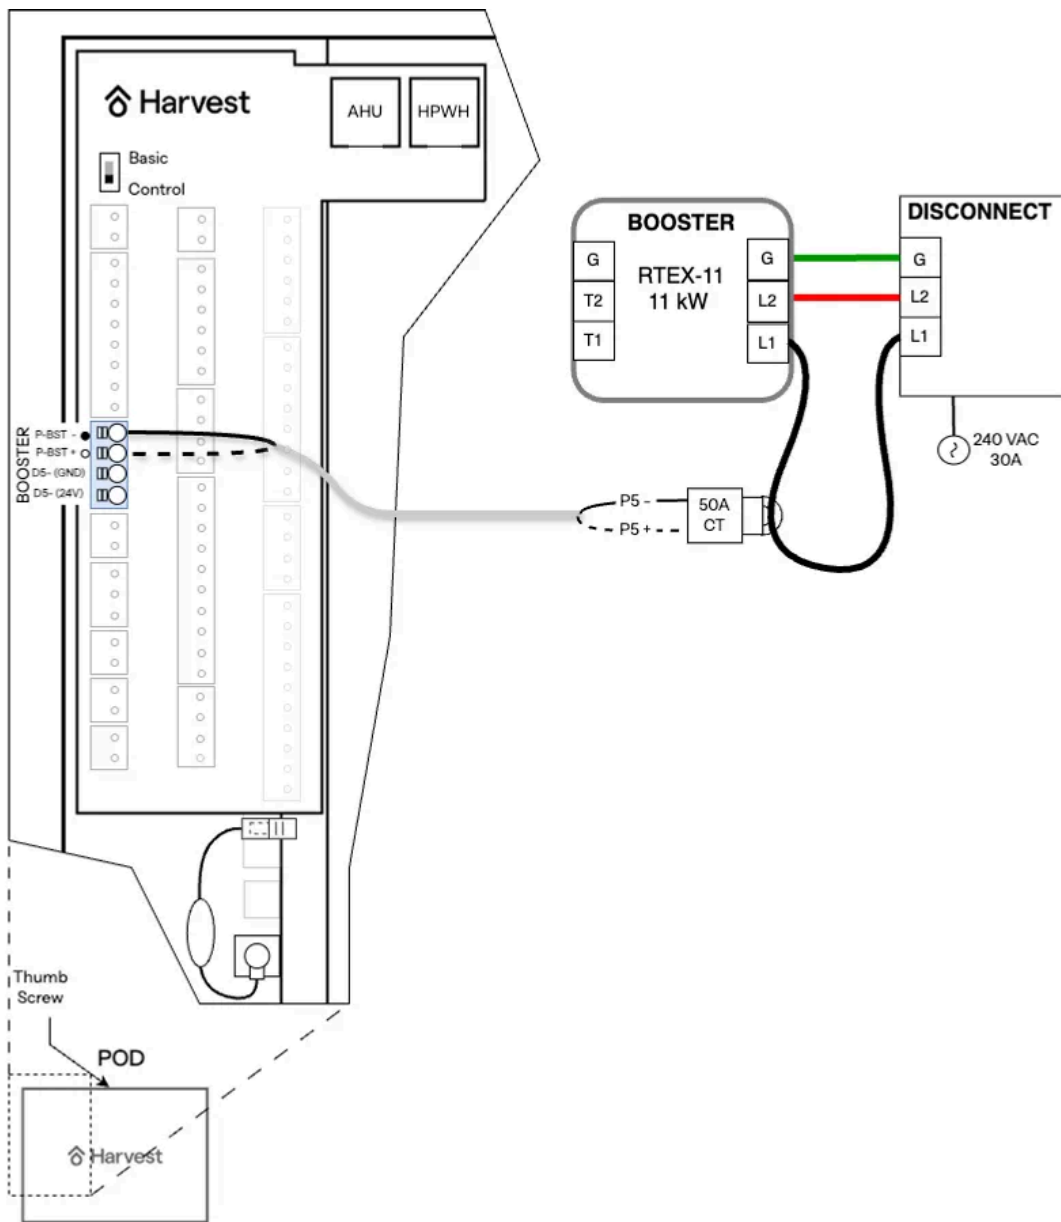 Harvest
AHU
HPWH
Basic
Control
BOOSTER
P-BST -
P-BST +
D5- (GND)
D5- (24V)
P5 -
P5 +
50A
CT
BOOSTER
RTEX-11
11 kW
G
T2
T1
G
L2
L1
DISCONNECT
G
L2
L1
240 VAC
30A
Thumb
Screw
POD
Harvest